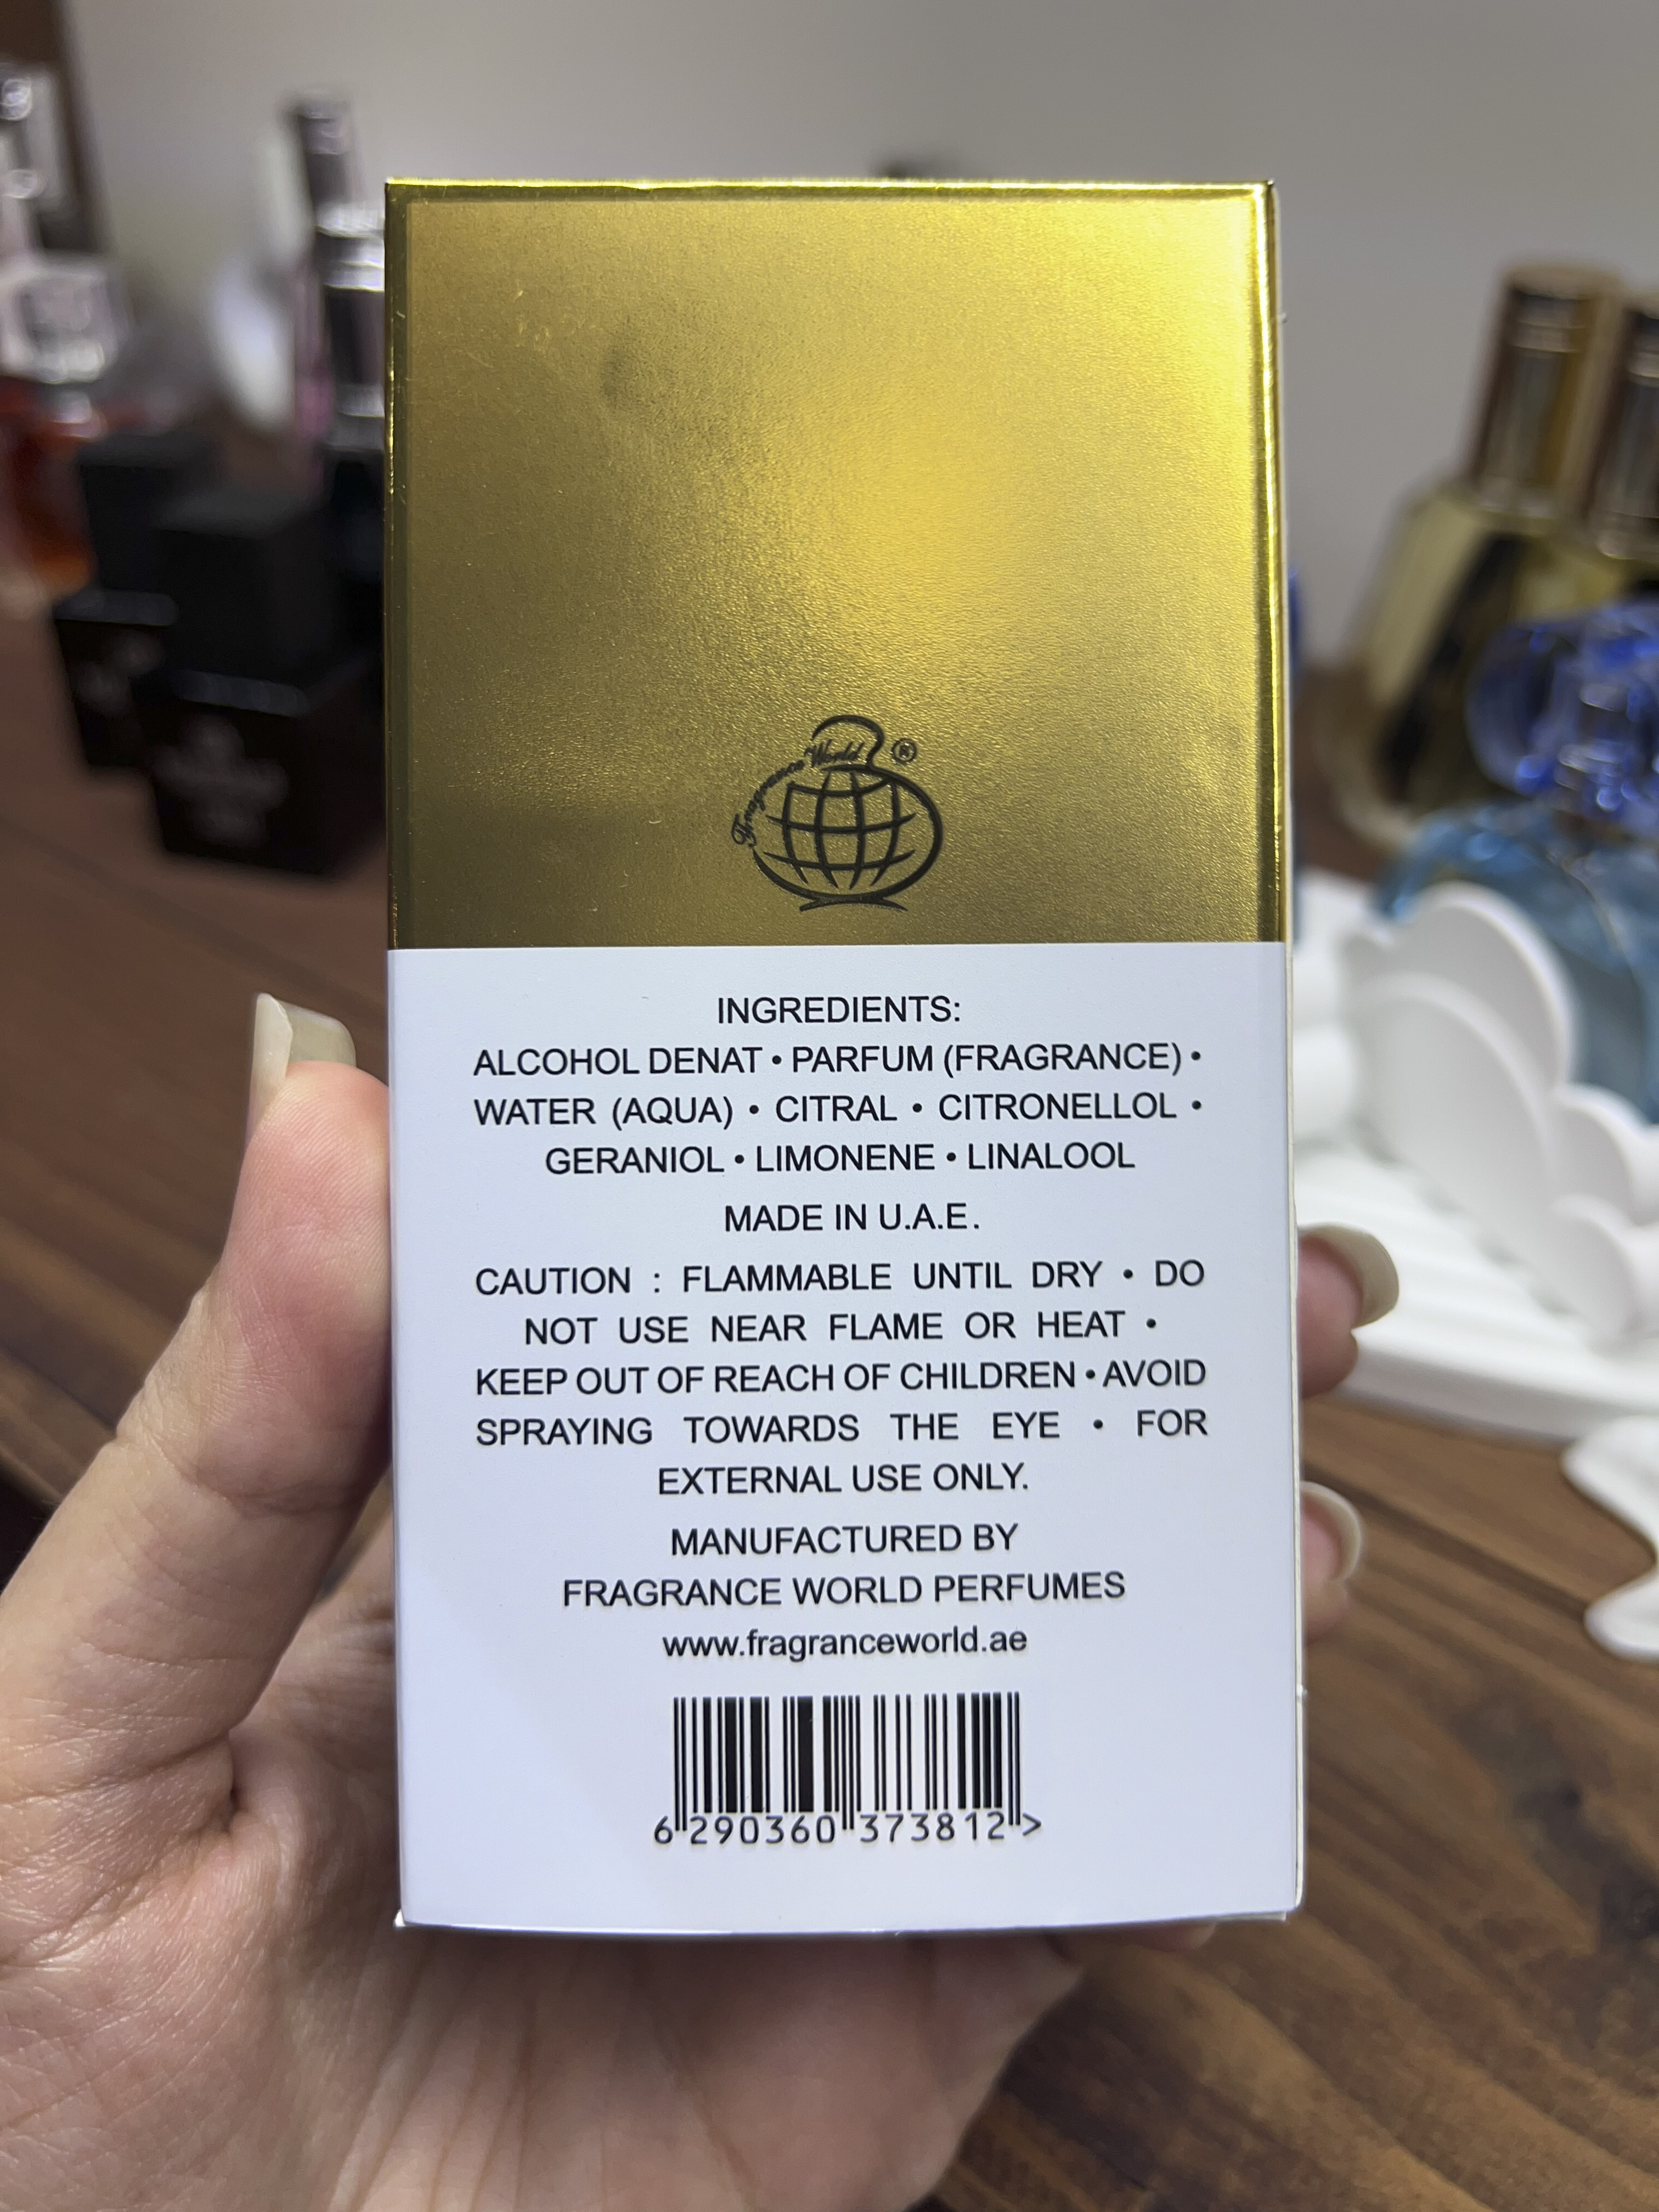 Fragrance World ®
INGREDIENTS:
ALCOHOL DENAT • PARFUM (FRAGRANCE) •
WATER (AQUA) • CITRAL • CITRONELLOL •
GERANIOL • LIMONENE • LINALOOL
MADE IN U.A.E.
CAUTION : FLAMMABLE UNTIL DRY • DO
NOT USE NEAR FLAME OR HEAT •
KEEP OUT OF REACH OF CHILDREN • AVOID
SPRAYING TOWARDS THE EYE • FOR
EXTERNAL USE ONLY.
MANUFACTURED BY
FRAGRANCE WORLD PERFUMES
www.fragranceworld.ae
6 290360 373812 >